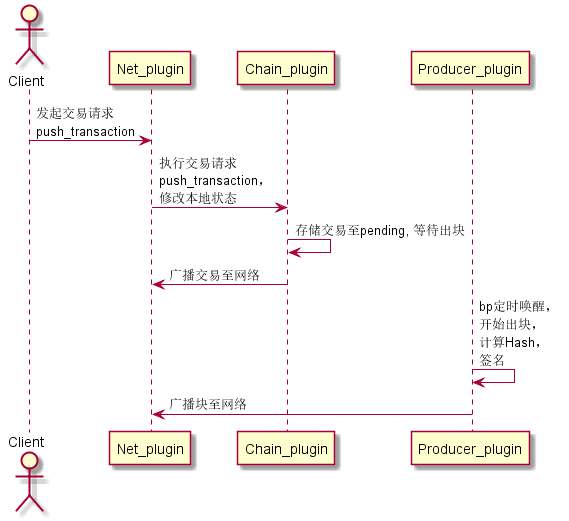 Client
Net_plugin
Chain_plugin
Producer_plugin
发起交易请求
push_transaction
执行交易请求
push_transaction，
修改本地状态
存储交易至pending, 等待出块
广播交易至网络
bp定时唤醒，
开始出块，
计算Hash，
签名
广播块至网络
Client
Net_plugin
Chain_plugin
Producer_plugin